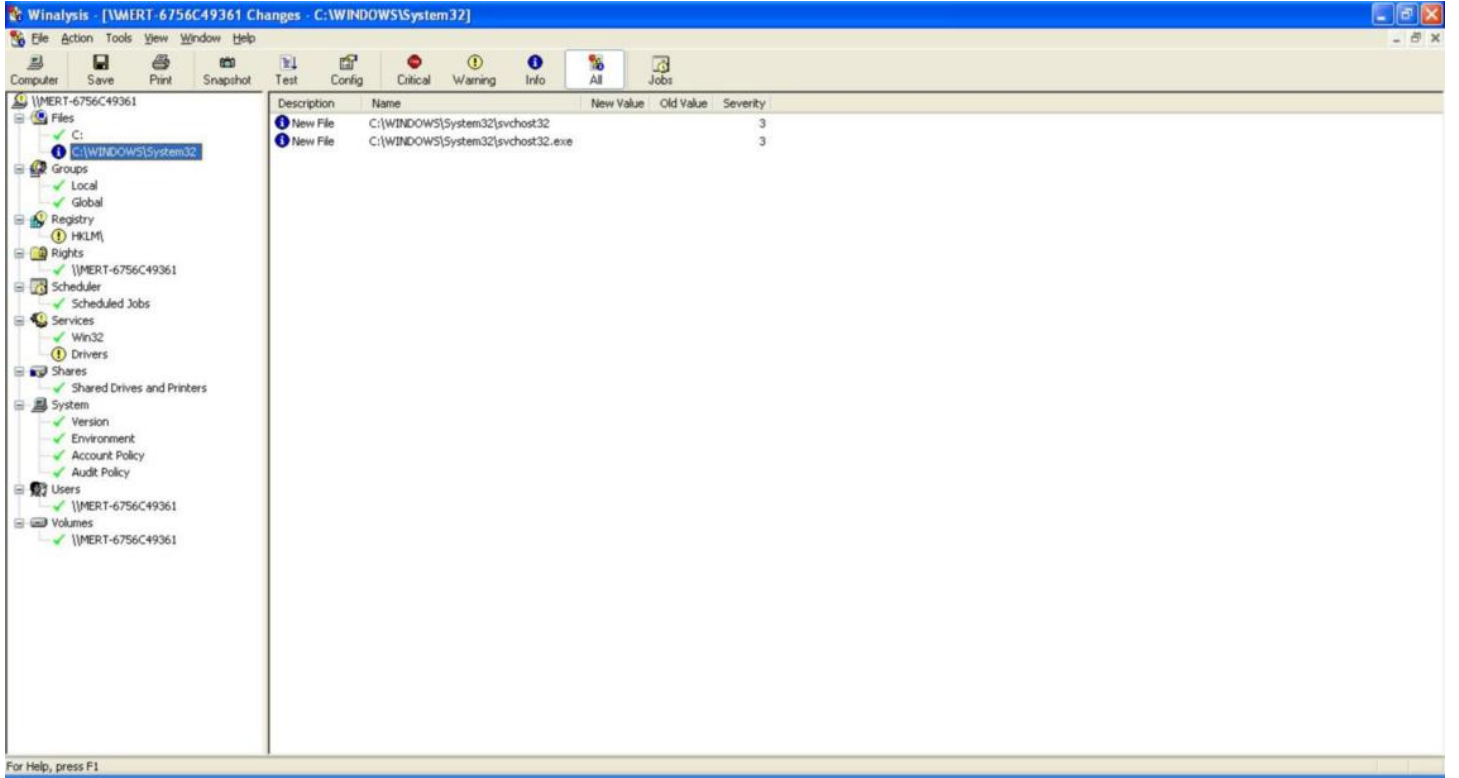 Winalysis - [\\MERT-6756C49361 Changes - C:\WINDOWS\System32]
File Action Tools View Window Help
Computer Save Print Snapshot Test Config Critical Warning Info All Jobs
\\MERT-6756C49361
Files
C:
C:\WINDOWS\System32
Groups
Local
Global
Registry
HKLM\
Rights
\\MERT-6756C49361
Scheduler
Scheduled Jobs
Services
Win32
Drivers
Shares
Shared Drives and Printers
System
Version
Environment
Account Policy
Audit Policy
Users
\\MERT-6756C49361
Volumes
\\MERT-6756C49361
Description Name New Value Old Value Severity
New File C:\WINDOWS\System32\svchost32 3
New File C:\WINDOWS\System32\svchost32.exe 3
For Help, press F1